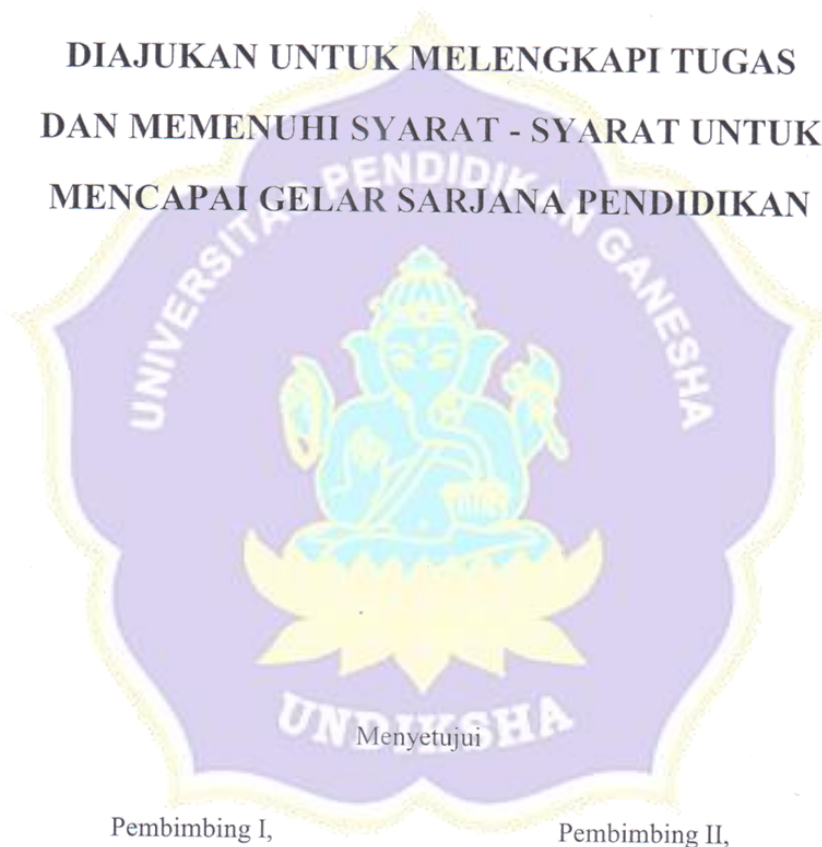 DIAJUKAN UNTUK MELENGKAPI TUGAS
DAN MEMENUHI SYARAT - SYARAT UNTUK
MENCAPAI GELAR SARJANA PENDIDIKAN
UNIVERSITAS PENDIDIKAN GANESHA
UNDIKSHA
Menyetujui
Pembimbing I,
Pembimbing II,